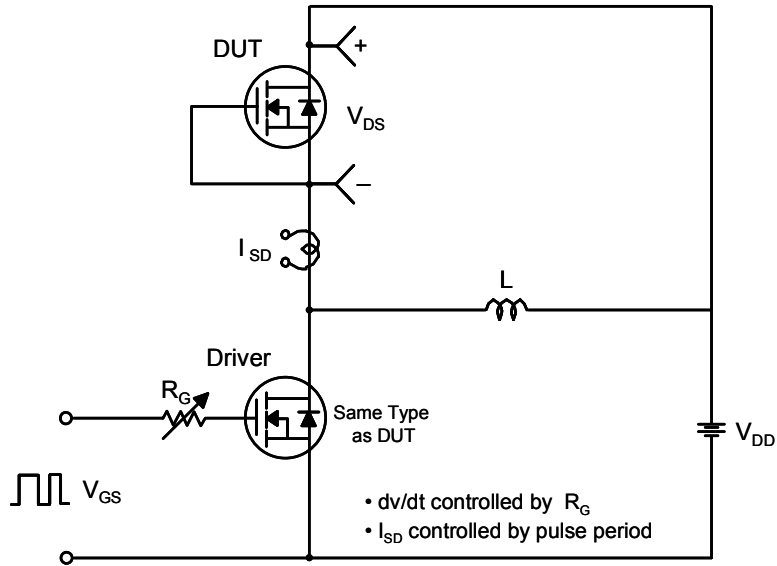 DUT
+
V_DS
–
I_SD
L
Driver
R_G
Same Type
as DUT
V_DD
V_GS
• dv/dt controlled by R_G
• I_SD controlled by pulse period